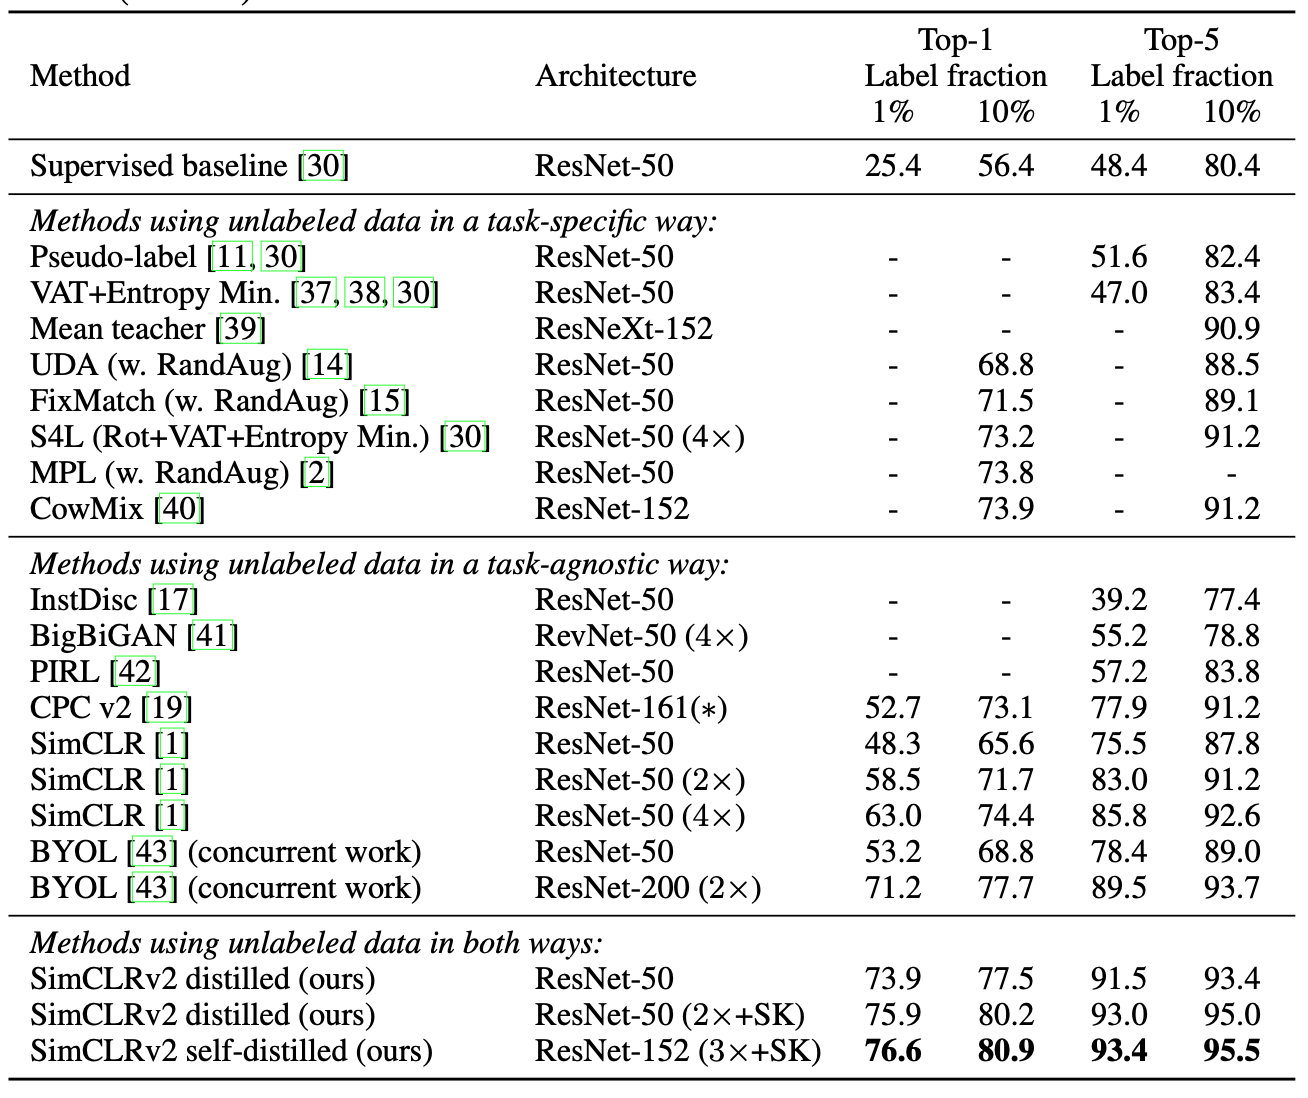 Top-1 Top-5
Method Architecture Label fraction Label fraction
1% 10% 1% 10%
Supervised baseline [30] ResNet-50 25.4 56.4 48.4 80.4
Methods using unlabeled data in a task-specific way:
Pseudo-label [11, 30] ResNet-50 - - 51.6 82.4
VAT+Entropy Min. [37, 38, 30] ResNet-50 - - 47.0 83.4
Mean teacher [39] ResNeXt-152 - - - 90.9
UDA (w. RandAug) [14] ResNet-50 - 68.8 - 88.5
FixMatch (w. RandAug) [15] ResNet-50 - 71.5 - 89.1
S4L (Rot+VAT+Entropy Min.) [30] ResNet-50 (4×) - 73.2 - 91.2
MPL (w. RandAug) [2] ResNet-50 - 73.8 - -
CowMix [40] ResNet-152 - 73.9 - 91.2
Methods using unlabeled data in a task-agnostic way:
InstDisc [17] ResNet-50 - - 39.2 77.4
BigBiGAN [41] RevNet-50 (4×) - - 55.2 78.8
PIRL [42] ResNet-50 - - 57.2 83.8
CPC v2 [19] ResNet-161(∗) 52.7 73.1 77.9 91.2
SimCLR [1] ResNet-50 48.3 65.6 75.5 87.8
SimCLR [1] ResNet-50 (2×) 58.5 71.7 83.0 91.2
SimCLR [1] ResNet-50 (4×) 63.0 74.4 85.8 92.6
BYOL [43] (concurrent work) ResNet-50 53.2 68.8 78.4 89.0
BYOL [43] (concurrent work) ResNet-200 (2×) 71.2 77.7 89.5 93.7
Methods using unlabeled data in both ways:
SimCLRv2 distilled (ours) ResNet-50 73.9 77.5 91.5 93.4
SimCLRv2 distilled (ours) ResNet-50 (2×+SK) 75.9 80.2 93.0 95.0
SimCLRv2 self-distilled (ours) ResNet-152 (3×+SK) 76.6 80.9 93.4 95.5